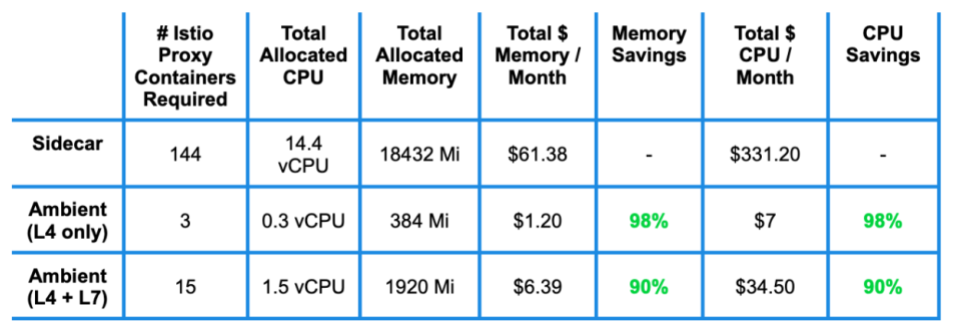 # Istio Proxy Containers Required
Total Allocated CPU
Total Allocated Memory
Total $ Memory / Month
Memory Savings
Total $ CPU / Month
CPU Savings
Sidecar
144
14.4 vCPU
18432 Mi
$61.38
-
$331.20
-
Ambient (L4 only)
3
0.3 vCPU
384 Mi
$1.20
98%
$7
98%
Ambient (L4 + L7)
15
1.5 vCPU
1920 Mi
$6.39
90%
$34.50
90%